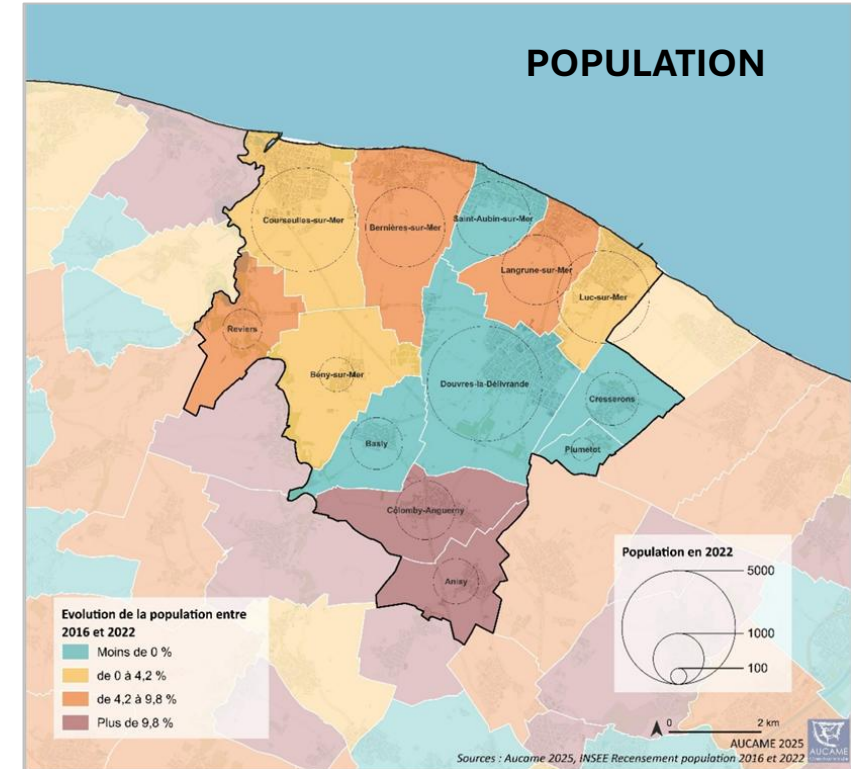 POPULATION
Courseulles-sur-Mer
Bernières-sur-Mer
Saint-Aubin-sur-Mer
Langrune-sur-Mer
Luc-sur-Mer
Reviers
Bény-sur-Mer
Douvres-la-Délivrande
Cresserons
Basly
Plumetot
Colomby-Anguerny
Anisy
Population en 2022
5000
1000
100
Evolution de la population entre
2016 et 2022
Moins de 0 %
de 0 à 4,2 %
de 4,2 à 9,8 %
Plus de 9,8 %
0 2 km
AUCAME 2025
AUCAME
Sources : Aucame 2025, INSEE Recensement population 2016 et 2022